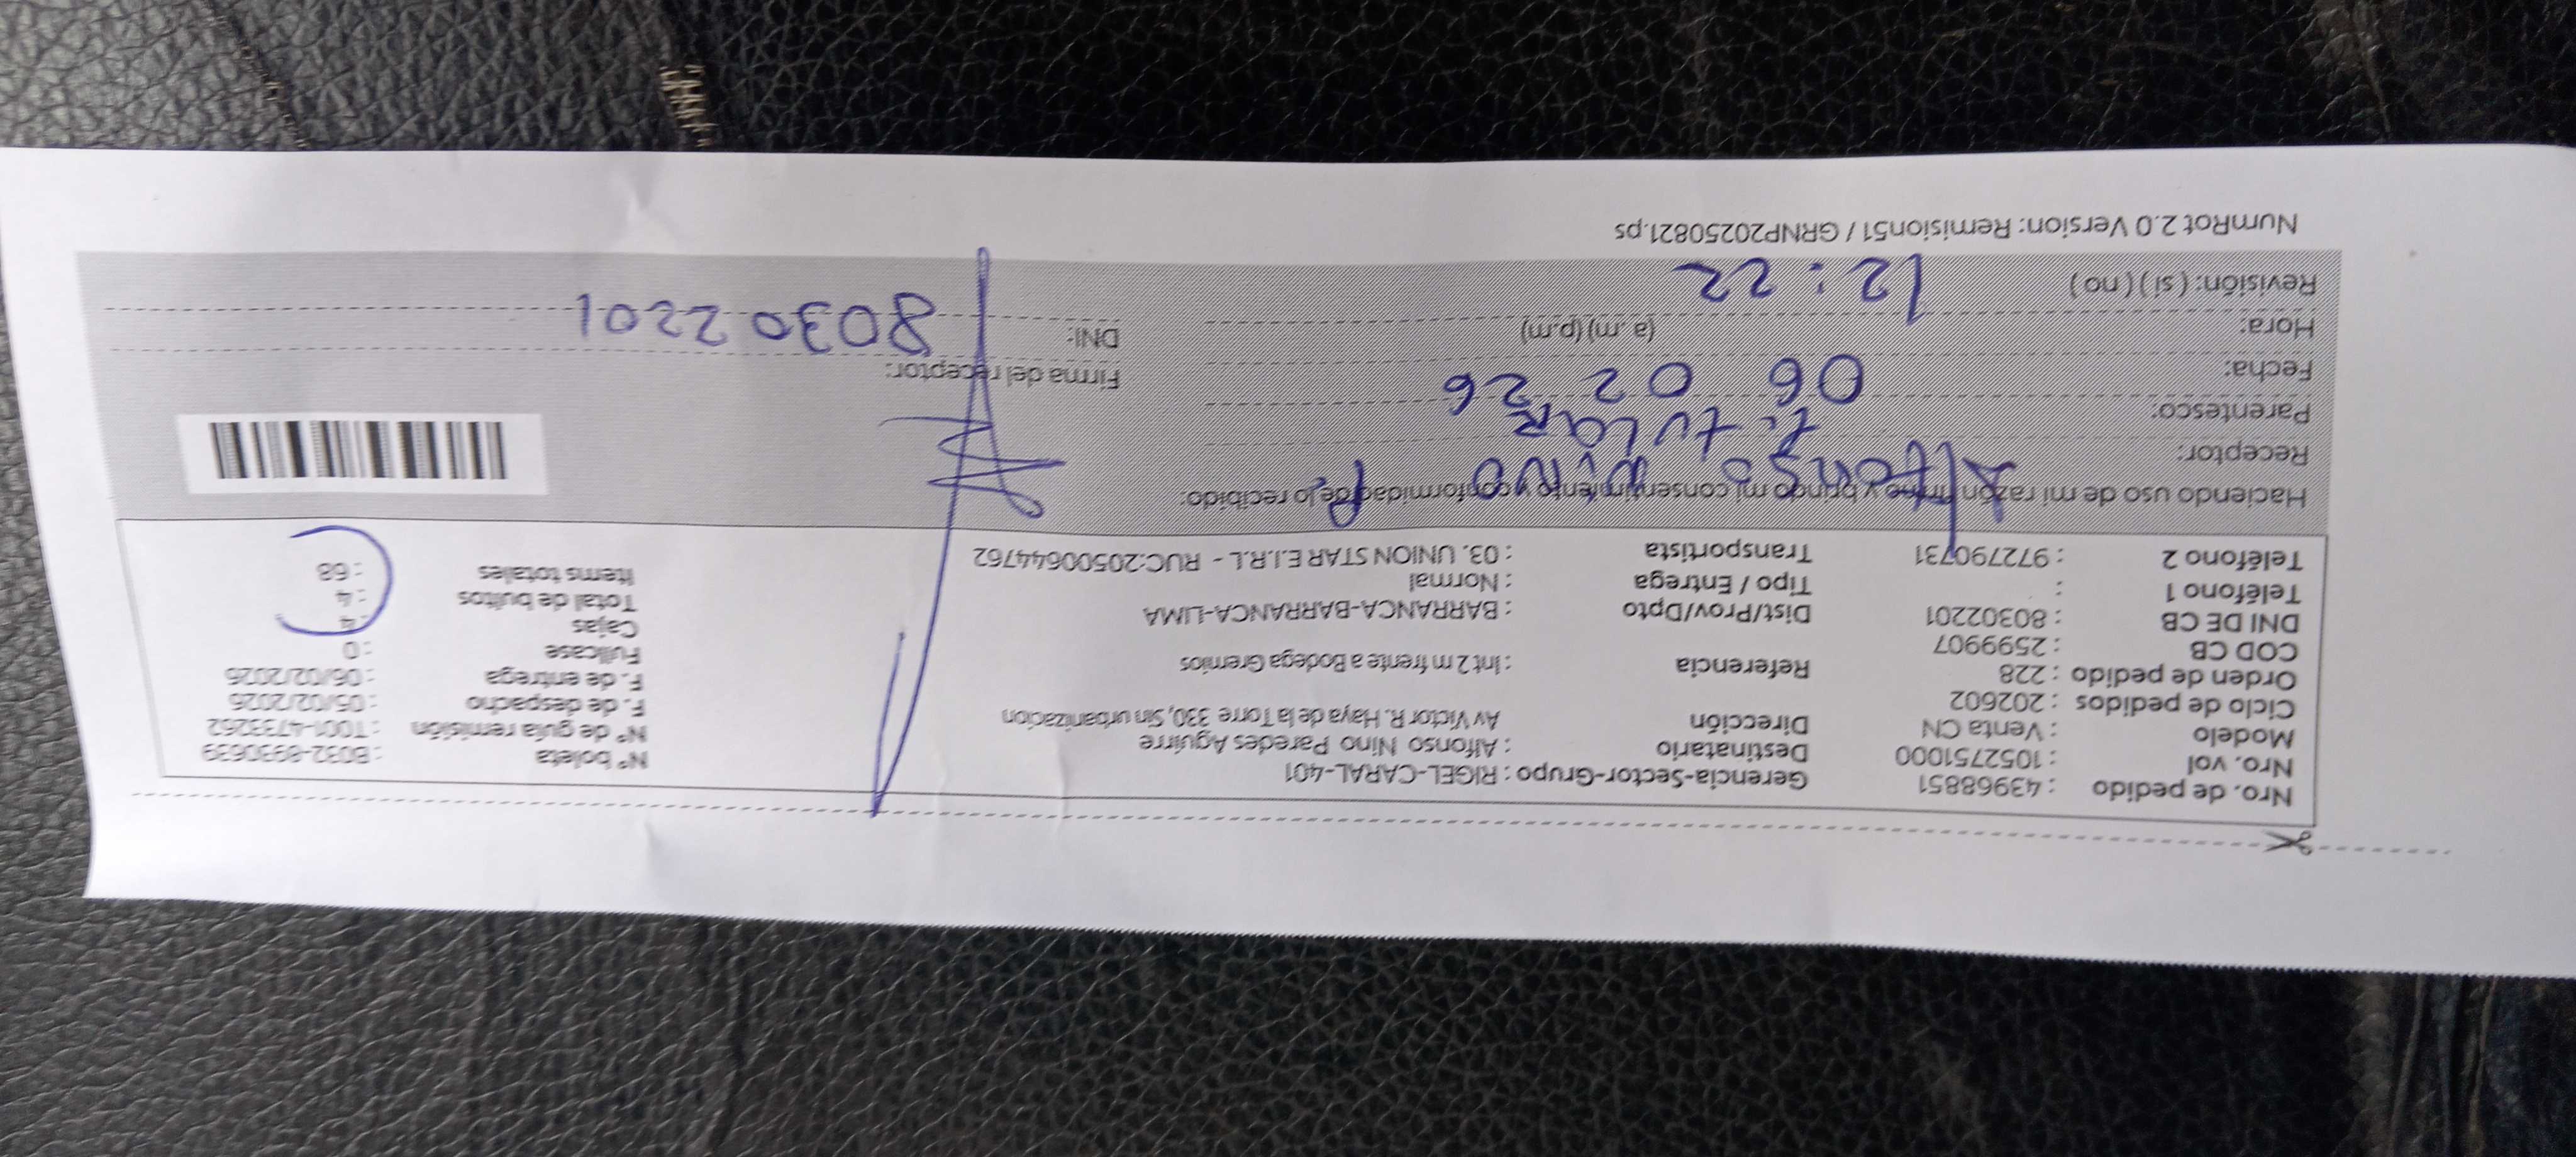 Nro. de pedido : 43968851 Gerencia-Sector-Grupo : RIGEL-CARAL-401 N° boleta : B032-8930639
Nro. vol : 1052751000 Destinatario : Alfonso Nino Paredes Aguirre N° de guía remisión : T001-4733262
Modelo : Venta CN Dirección Av Victor R. Haya de la Torre 330, Sin urbanizacion F. de despacho : 05/02/2026
Ciclo de pedidos : 202602 F. de entrega : 06/02/2026
Orden de pedido : 228 Referencia : Int 2 m frente a Bodega Gremios Fullcase : 0
COD CB : 2599907 Cajas : 4
DNI DE CB : 80302201 Dist/Prov/Dpto : BARRANCA-BARRANCA-LIMA Total de bultos : 4
Teléfono 1 : Tipo / Entrega : Normal Items totales : 68
Teléfono 2 : 972790731 Transportista : 03. UNION STAR E.I.R.L - RUC:20500644762
Haciendo uso de mi razón firmo y brindo mi consentimiento y conformidad de lo recibido:
Receptor: Alfonso Nino P.
Parentesco: titular
Fecha: 06 02 26 Firma del receptor:
Hora: 12:22 (a.m) (p.m) DNI: 80302201
Revisión: ( sí ) ( no )
NumRot 2.0 Version: Remision51 / GRNP20250821.ps